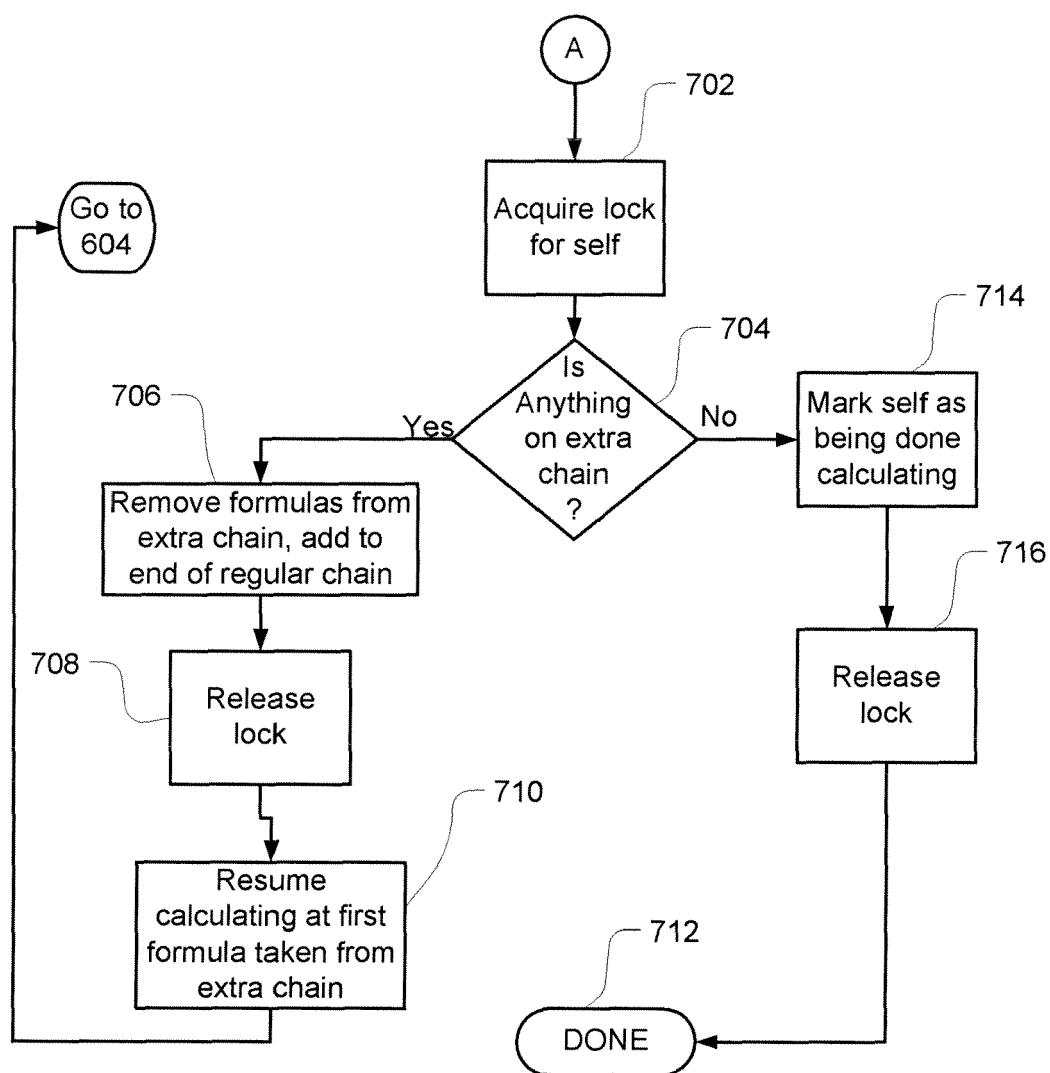 A
702
Go to
604
Acquire lock
for self
714
704
706
Is
Anything
on extra
chain
?
Yes
No
Mark self as
being done
calculating
Remove formulas from
extra chain, add to
end of regular chain
716
708
Release
lock
Release
lock
710
Resume
calculating at first
formula taken from
extra chain
712
DONE